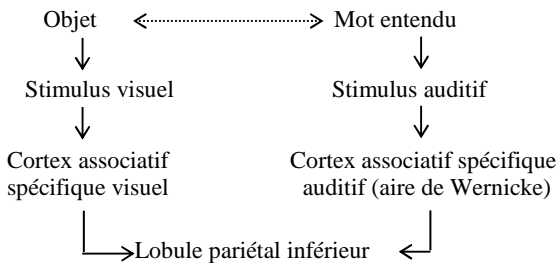 Objet Mot entendu
Stimulus visuel Stimulus auditif
Cortex associatif Cortex associatif spécifique
spécifique visuel auditif (aire de Wernicke)
Lobule pariétal inférieur